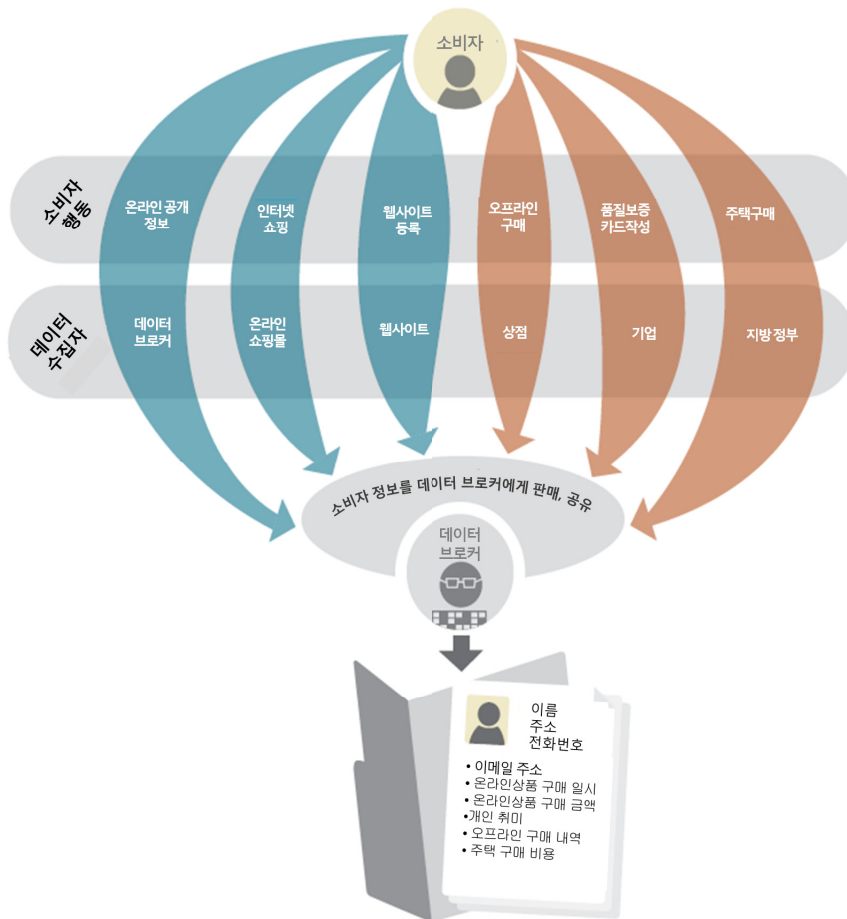 소비자
소비자
행동
온라인 공개
정보
인터넷
쇼핑
웹사이트
등록
오프라인
구매
품질보증
카드작성
주택구매
데이터
수집자
데이터
브로커
온라인
쇼핑몰
웹사이트
상점
기업
지방 정부
소비자 정보를 데이터 브로커에게 판매, 공유
데이터
브로커
이름
주소
전화번호
• 이메일 주소
• 온라인상품 구매 일시
• 온라인상품 구매 금액
•개인 취미
• 오프라인 구매 내역
• 주택 구매 비용